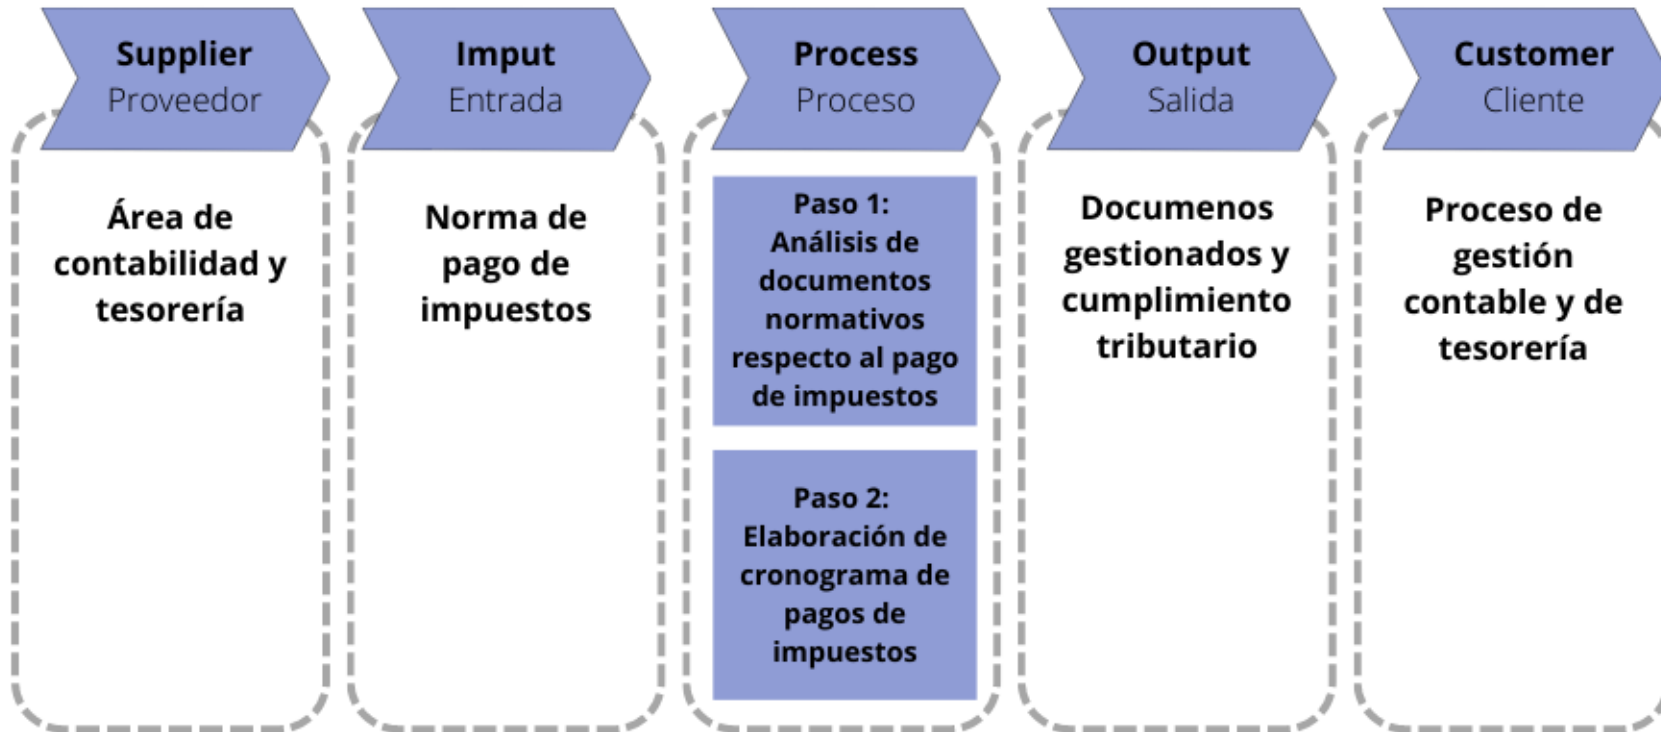 Supplier
Proveedor
Imput
Entrada
Process
Proceso
Output
Salida
Customer
Cliente
Área de
contabilidad y
tesorería
Norma de
pago de
impuestos
Paso 1:
Análisis de
documentos
normativos
respecto al pago
de impuestos
Paso 2:
Elaboración de
cronograma de
pagos de
impuestos
Documenos
gestionados y
cumplimiento
tributario
Proceso de
gestión
contable y de
tesorería